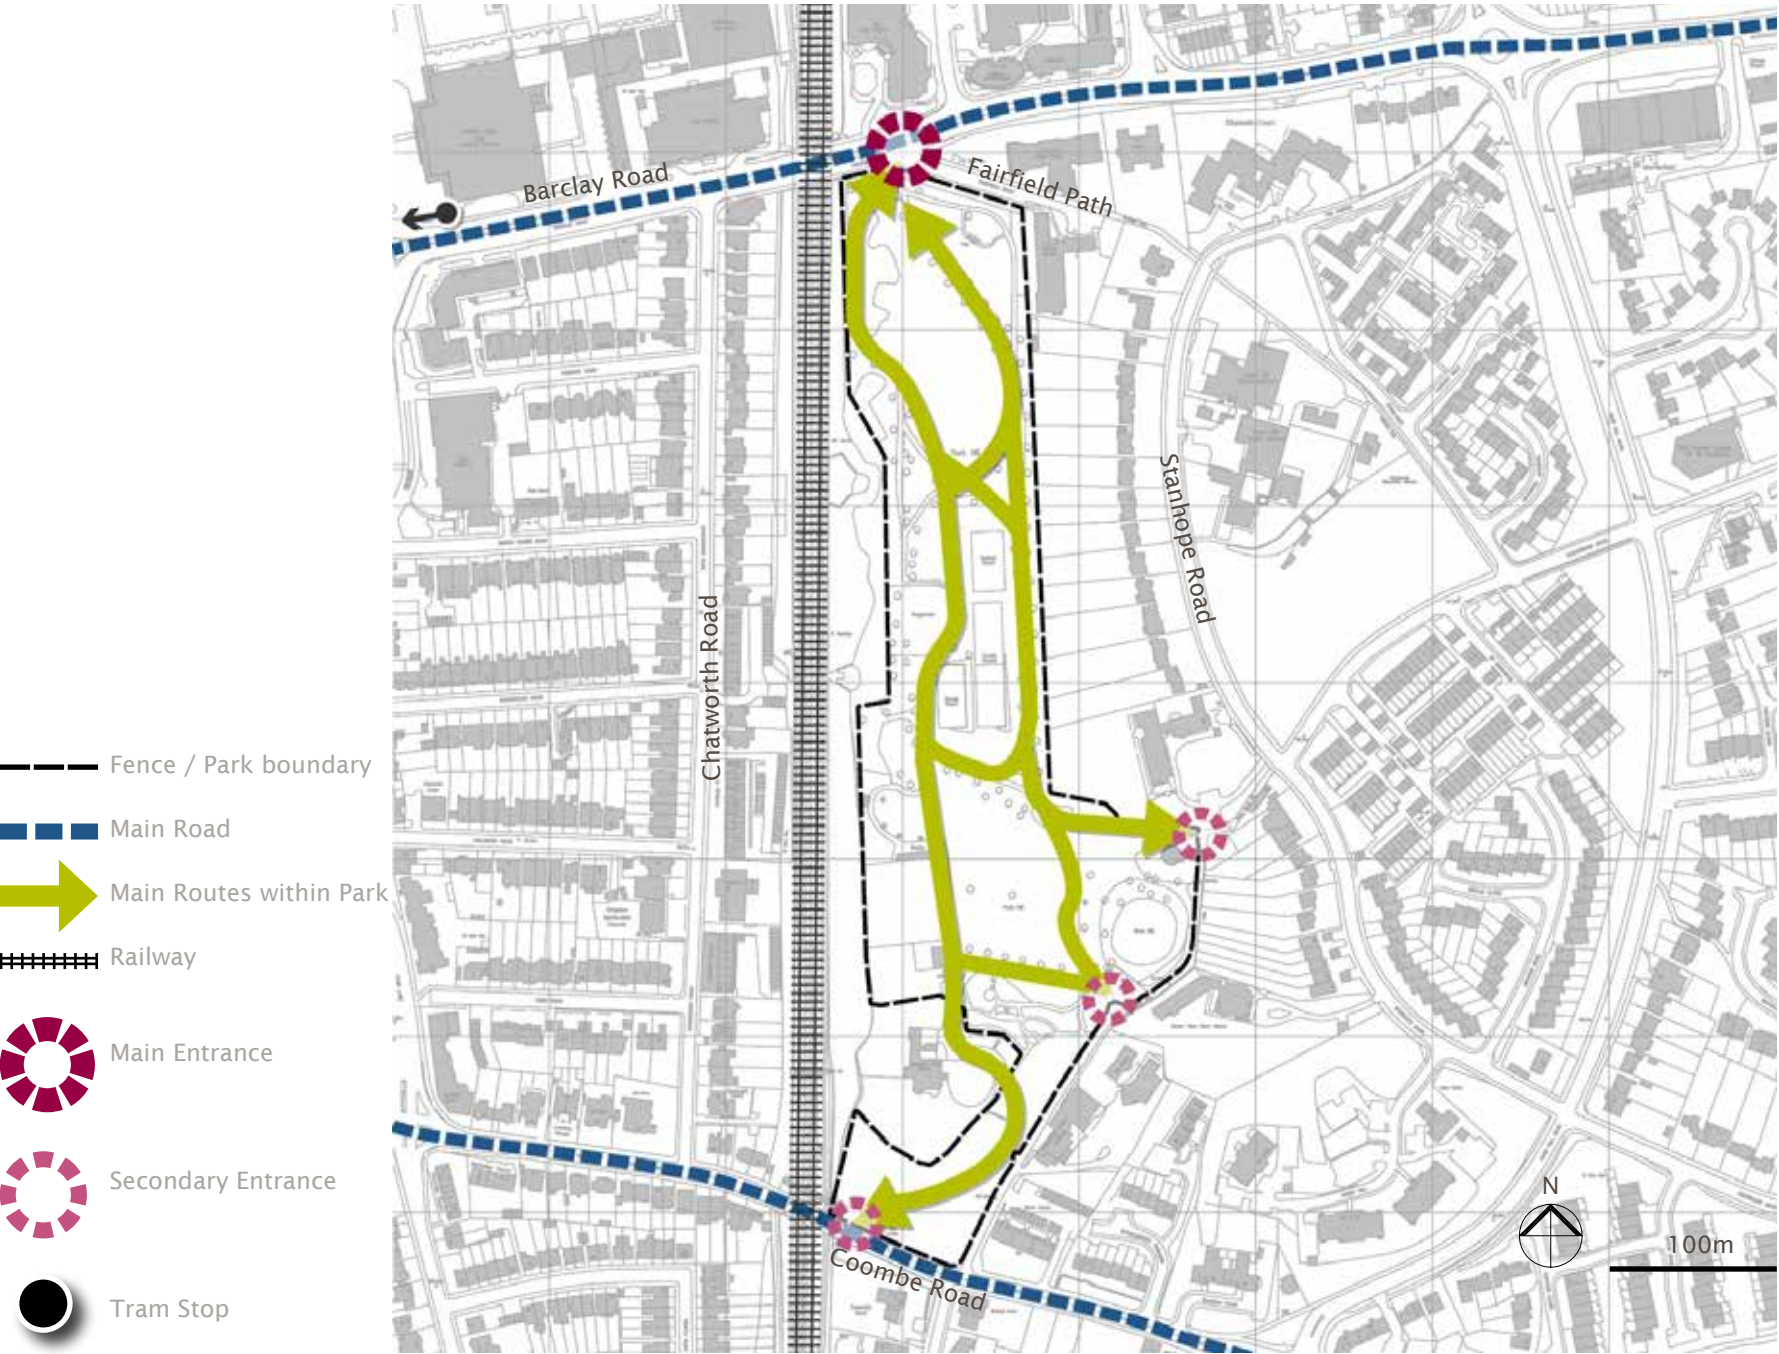 Barclay Road
Fairfield Path
Stanhope Road
Chatworth Road
Fence / Park boundary
Main Road
Main Routes within Park
Railway
Main Entrance
Secondary Entrance
Tram Stop
Coombe Road
N
100m